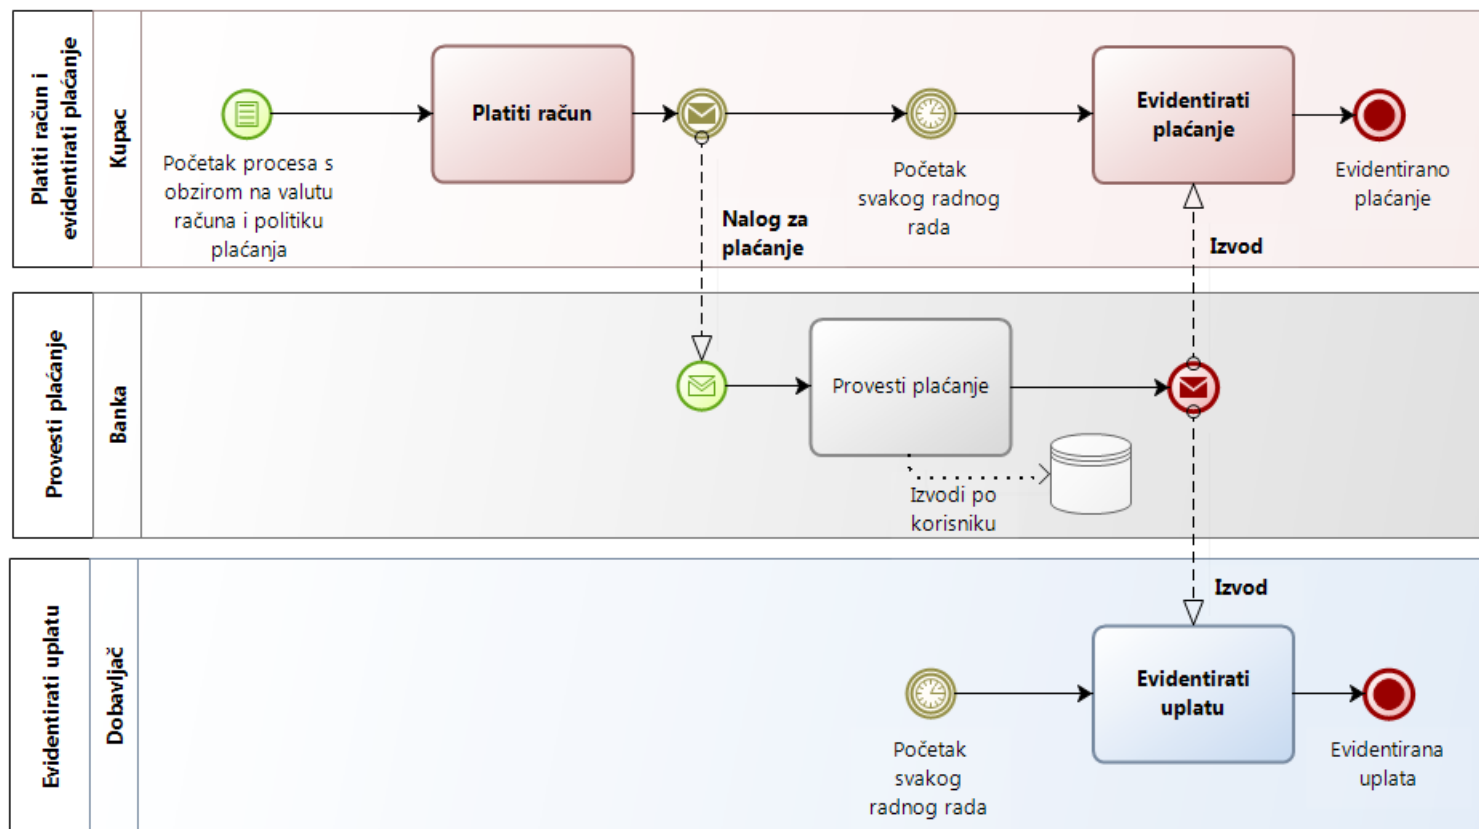 Platiti račun i
evidentirati plaćanje
Kupac
Početak procesa s
obzirom na valutu
računa i politiku
plaćanja
Platiti račun
Nalog za
plaćanje
Početak
svakog radnog
rada
Evidentirati
plaćanje
Izvod
Evidentirano
plaćanje
Provesti plaćanje
Banka
Provesti plaćanje
Izvodi po
korisniku
Evidentirati uplatu
Dobavljač
Izvod
Početak
svakog
radnog rada
Evidentirati
uplatu
Evidentirana
uplata